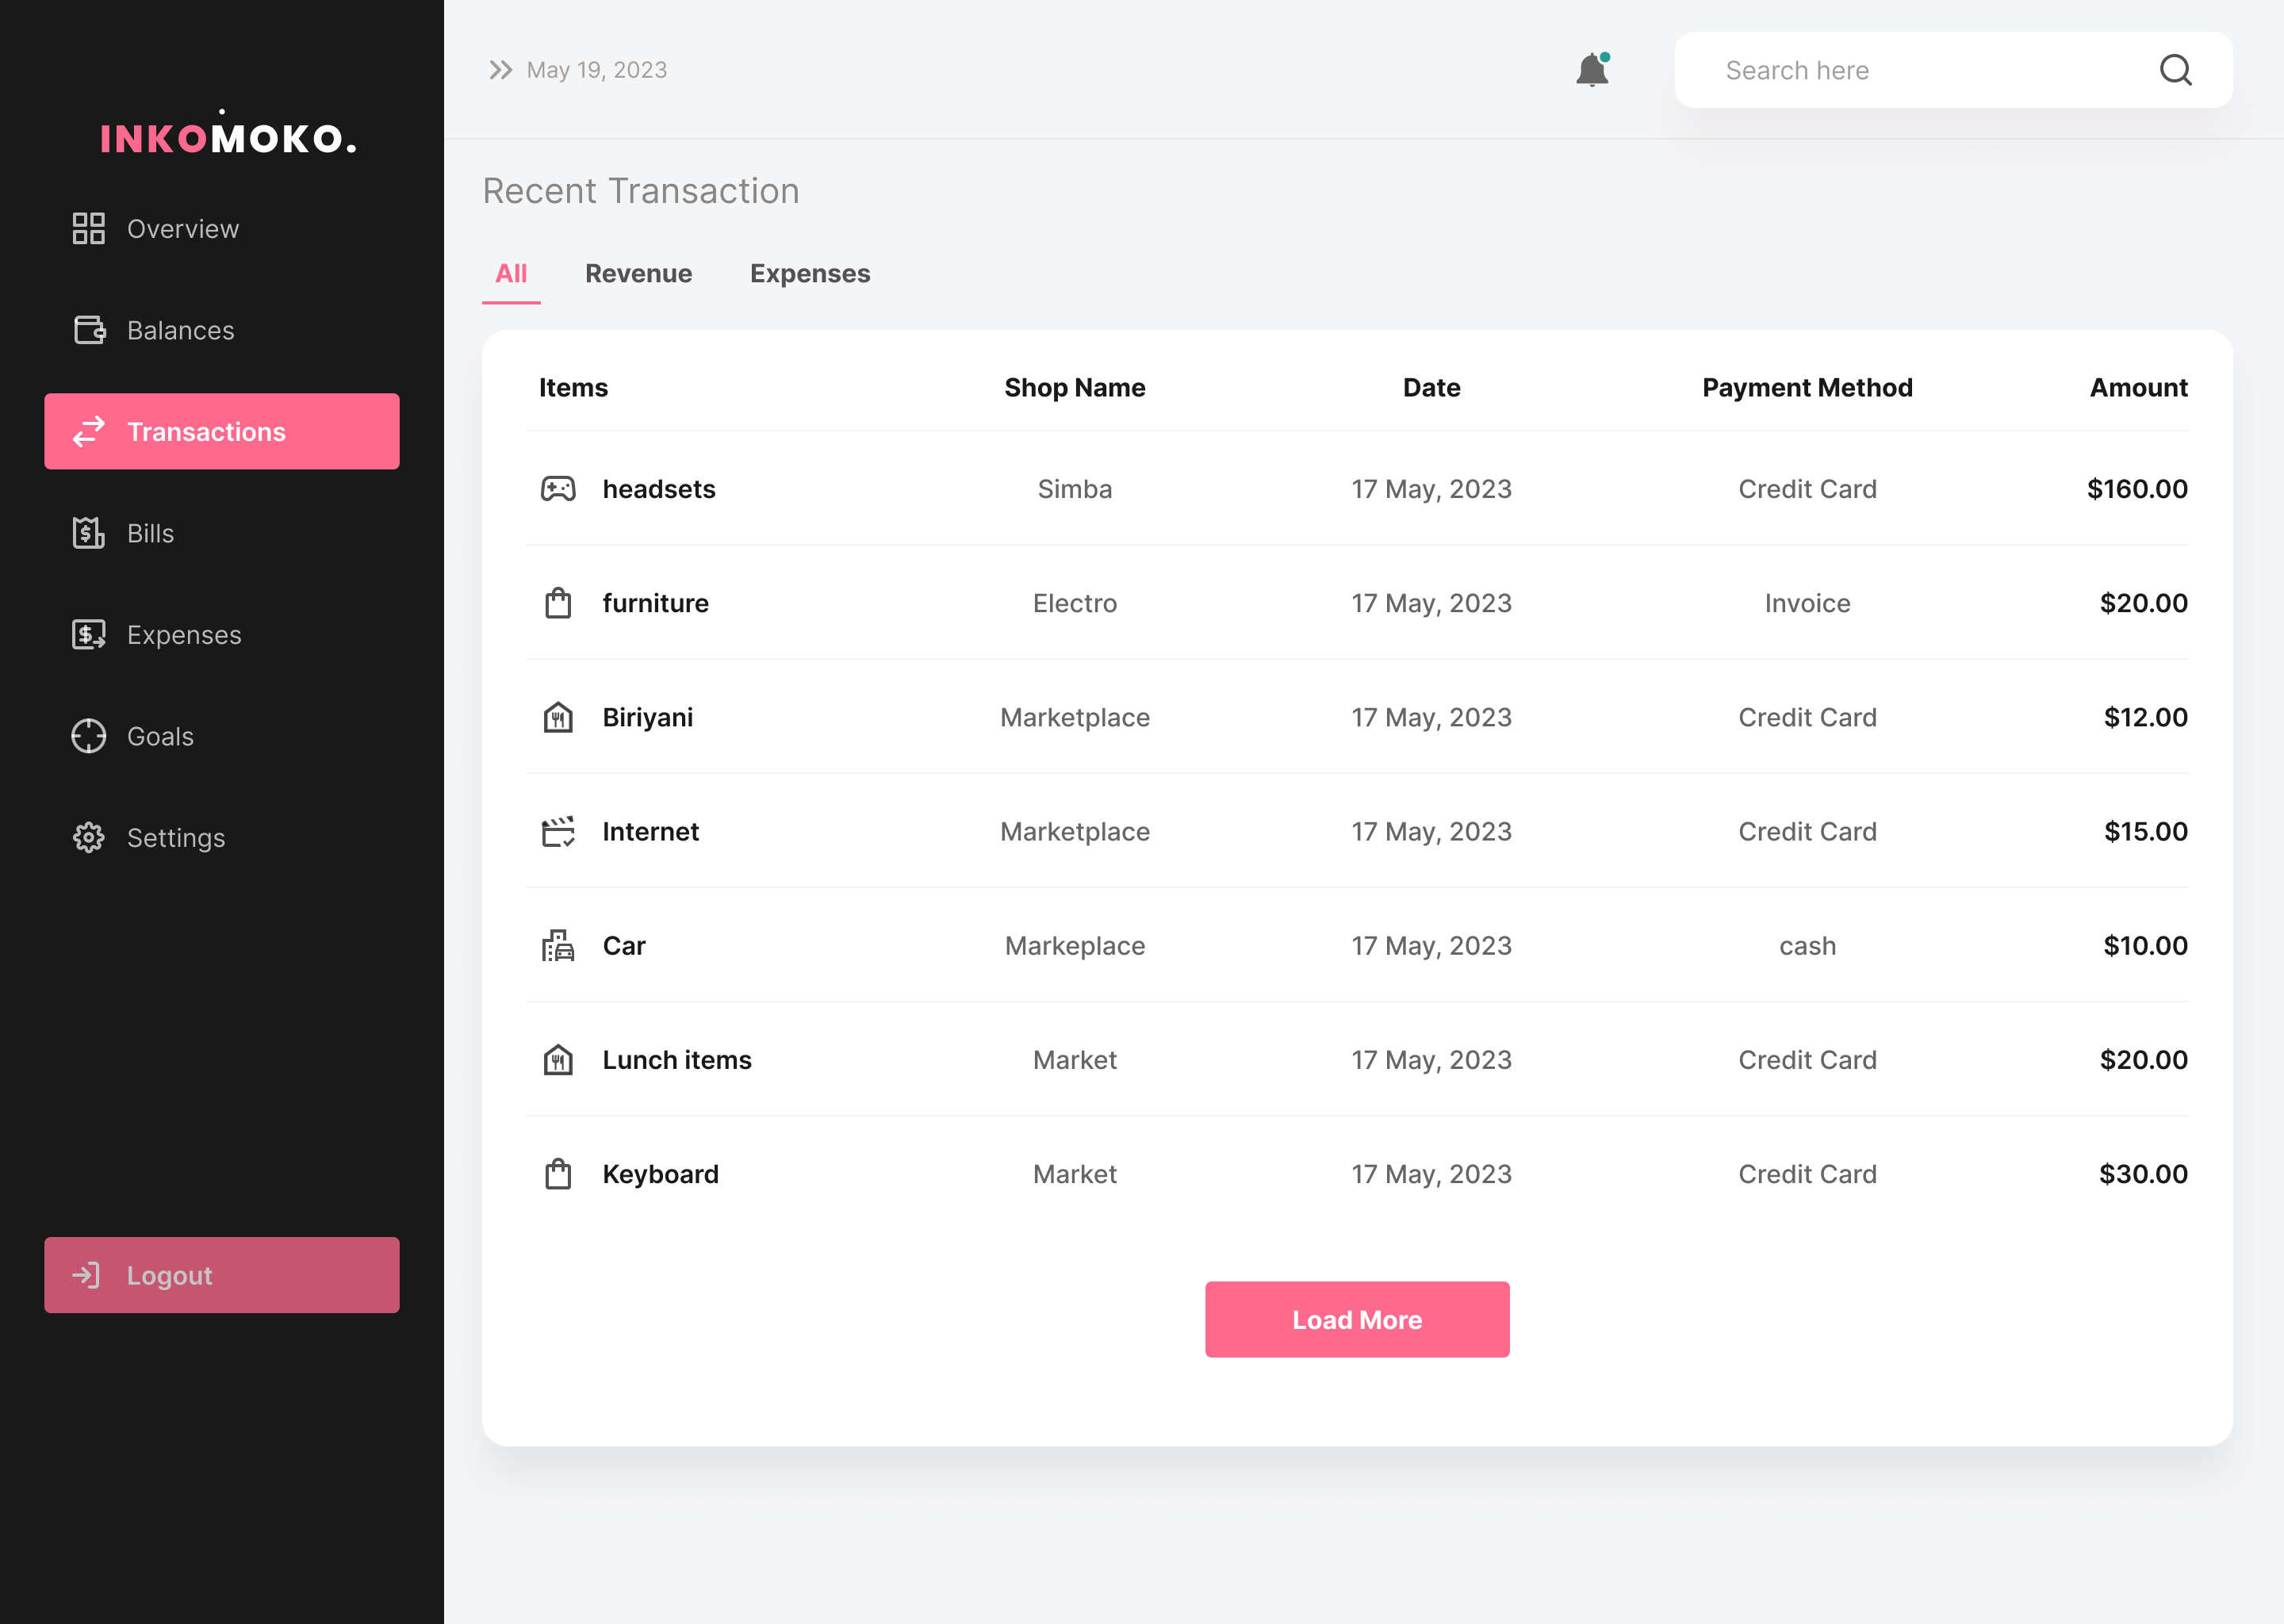 INKOMOKO.
Overview
Balances
Transactions
Bills
Expenses
Goals
Settings
Logout
May 19, 2023
Search here
Recent Transaction
All Revenue Expenses
Items Shop Name Date Payment Method Amount
headsets Simba 17 May, 2023 Credit Card $160.00
furniture Electro 17 May, 2023 Invoice $20.00
Biriyani Marketplace 17 May, 2023 Credit Card $12.00
Internet Marketplace 17 May, 2023 Credit Card $15.00
Car Markeplace 17 May, 2023 cash $10.00
Lunch items Market 17 May, 2023 Credit Card $20.00
Keyboard Market 17 May, 2023 Credit Card $30.00
Load More